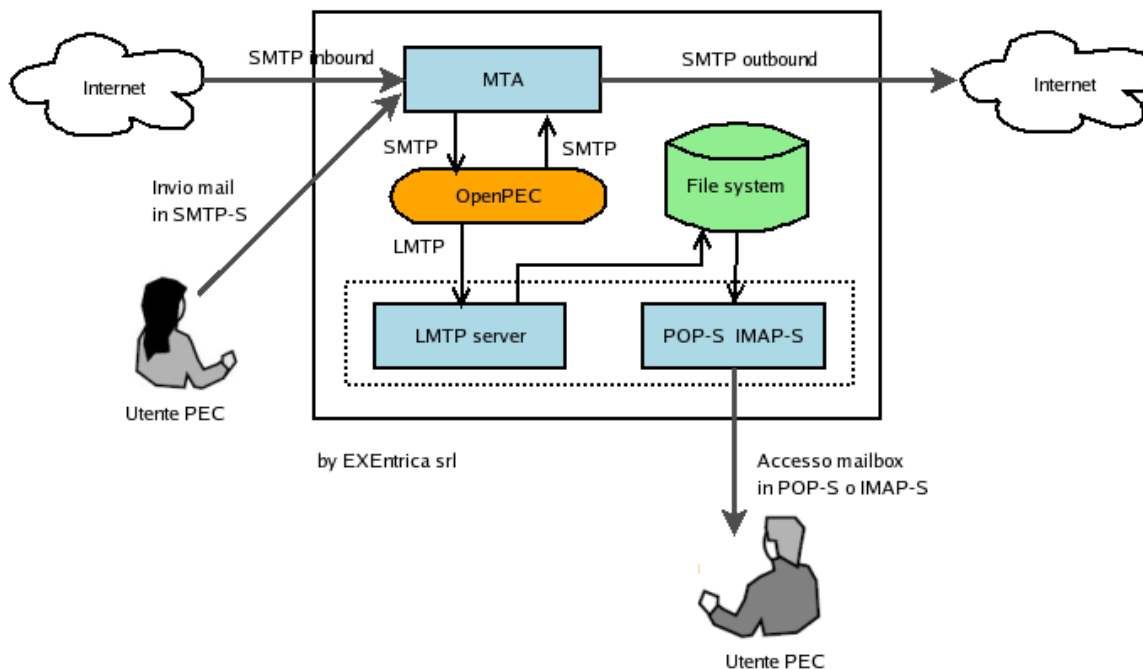 SMTP inbound
SMTP outbound
Internet
MTA
Internet
SMTP
SMTP
File system
Invio mail
in SMTP-S
OpenPEC
LMTP
LMTP server
POP-S IMAP-S
Utente PEC
by EXEntrica srl
Accesso mailbox
in POP-S o IMAP-S
Utente PEC